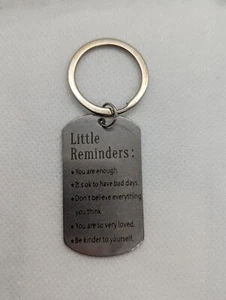 Little
Reminders:
• You are enough.
• It's ok to have bad days.
• Don't believe everything
you think.
• You are so very loved.
• Be kinder to yourself.